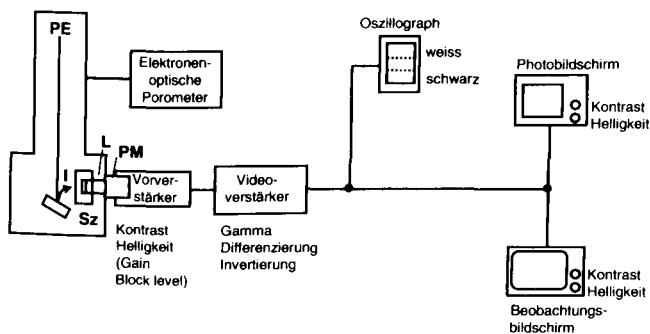 PE
Elektronen-
optische
Porometer
Oszillograph
weiss
schwarz
Photobildschirm
Kontrast
Helligkeit
L
PM
I
Sz
Vorver-
stärker
Video-
verstärker
Kontrast
Helligkeit
(Gain
Block level)
Gamma
Differenzierung
Invertierung
Kontrast
Helligkeit
Beobachtungs-
bildschirm